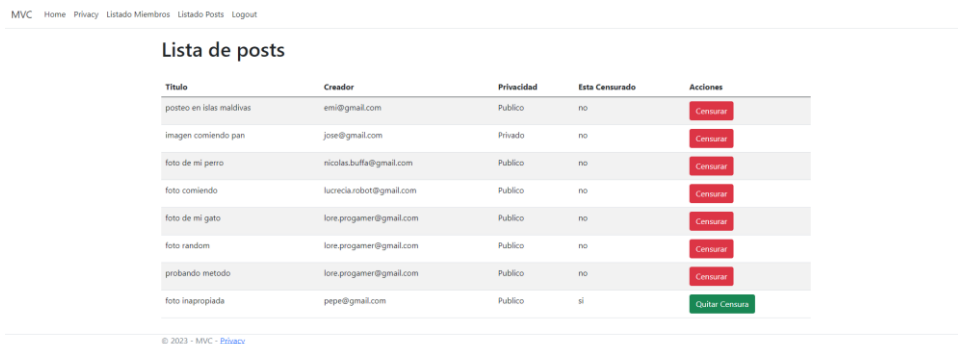 MVC Home Privacy Listado Miembros Listado Posts Logout
Lista de posts
Titulo Creador Privacidad Esta Censurado Acciones
posteo en islas maldivas emi@gmail.com Publico no Censurar
imagen comiendo pan jose@gmail.com Privado no Censurar
foto de mi perro nicolas.buffa@gmail.com Publico no Censurar
foto comiendo lucrecia.robot@gmail.com Publico no Censurar
foto de mi gato lore.progamer@gmail.com Publico no Censurar
foto random lore.progamer@gmail.com Publico no Censurar
probando metodo lore.progamer@gmail.com Publico no Censurar
foto inapropiada pepe@gmail.com Publico si Quitar Censura
© 2023 - MVC - Privacy